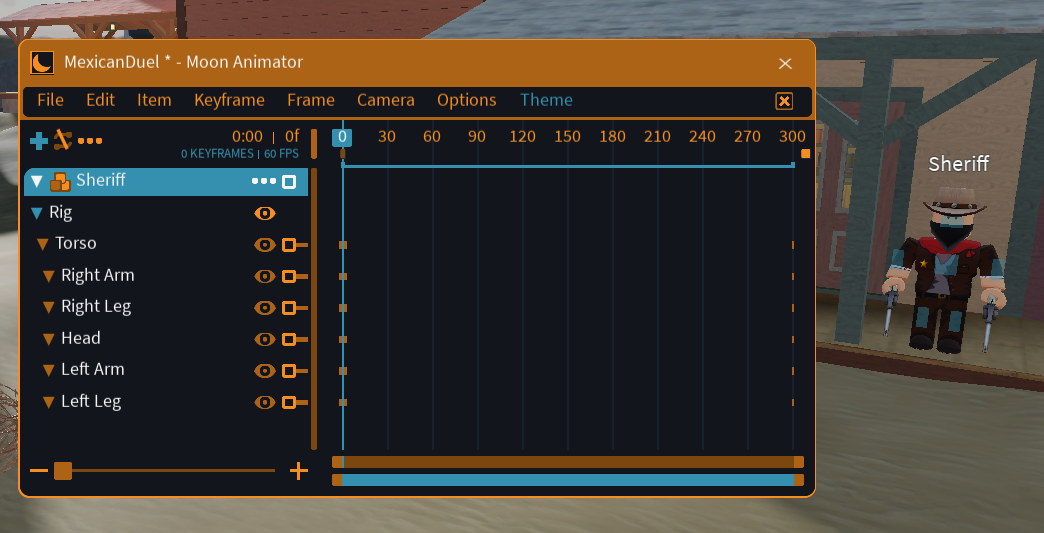 MexicanDuel * - Moon Animator
File Edit Item Keyframe Frame Camera Options Theme
0:00 | 0f
0 30 60 90 120 150 180 210 240 270 300
0 KEYFRAMES | 60 FPS
Sheriff
Sheriff
Rig
Torso
Right Arm
Right Leg
Head
Left Arm
Left Leg